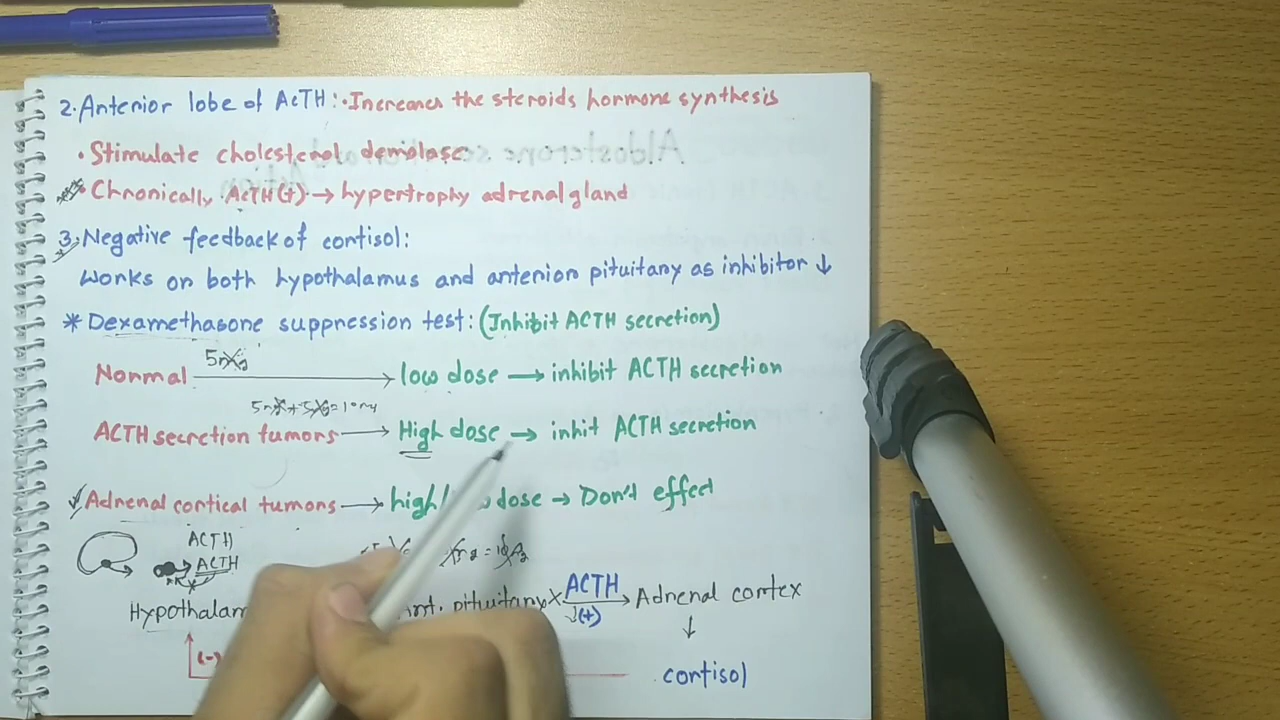 2. Anterior lobe of ACTH: • Increases the steroids hormone synthesis
• Stimulate cholesterol demolase
• Chronically ACTH(+) → hypertrophy adrenal gland
3. Negative feedback of cortisol:
Works on both hypothalamus and anterior pituitary as inhibitor ↓
* Dexamethasone suppression test: (Inhibit ACTH secretion)
Normal → low dose → inhibit ACTH secretion
ACTH secretion tumors → High dose → inhit ACTH secretion
Adrenal cortical tumors → high dose → Don't effect
ACTH
ACTH
pituitary ACTH (+) → Adrenal cortex
↓
(-) cortisol